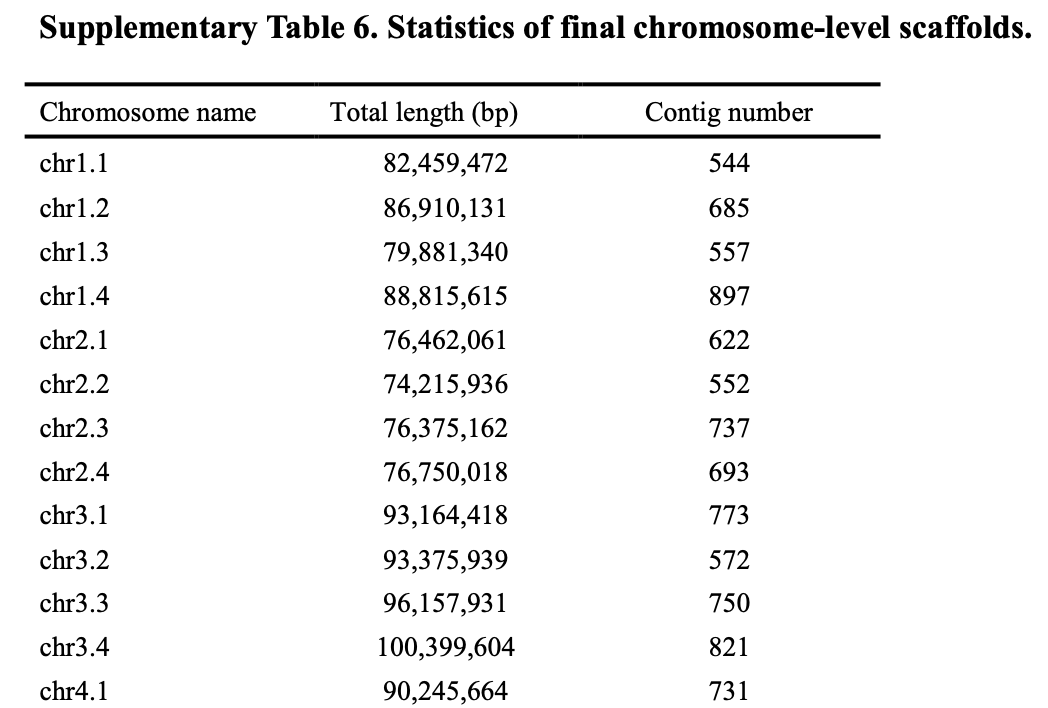 Supplementary Table 6. Statistics of final chromosome-level scaffolds.
Chromosome name Total length (bp) Contig number
chr1.1 82,459,472 544
chr1.2 86,910,131 685
chr1.3 79,881,340 557
chr1.4 88,815,615 897
chr2.1 76,462,061 622
chr2.2 74,215,936 552
chr2.3 76,375,162 737
chr2.4 76,750,018 693
chr3.1 93,164,418 773
chr3.2 93,375,939 572
chr3.3 96,157,931 750
chr3.4 100,399,604 821
chr4.1 90,245,664 731